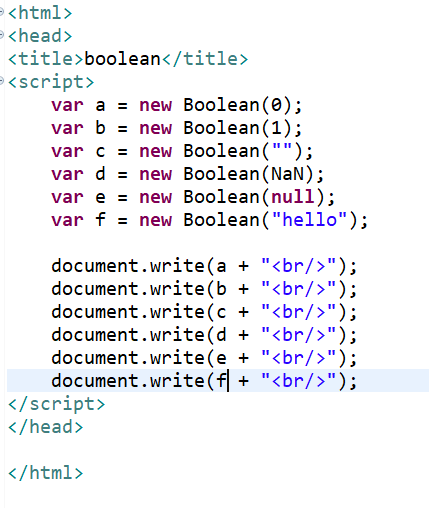 <html>
<head>
<title>boolean</title>
<script>
    var a = new Boolean(0);
    var b = new Boolean(1);
    var c = new Boolean("");
    var d = new Boolean(NaN);
    var e = new Boolean(null);
    var f = new Boolean("hello");

    document.write(a + "<br/>");
    document.write(b + "<br/>");
    document.write(c + "<br/>");
    document.write(d + "<br/>");
    document.write(e + "<br/>");
    document.write(f + "<br/>");
</script>
</head>

</html>